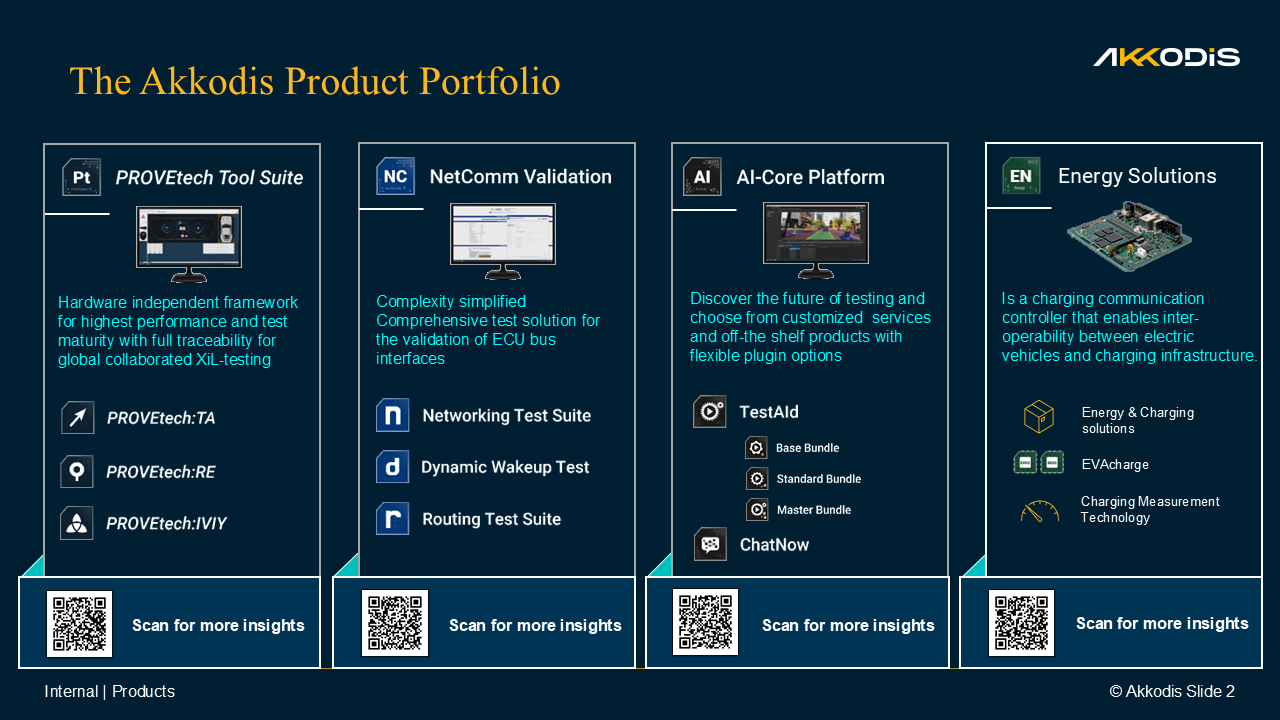 The Akkodis Product Portfolio
AKKODiS
Pt
PROVEtech Tool Suite
Hardware independent framework
for highest performance and test
maturity with full traceability for
global collaborated XiL-testing
PROVEtech:TA
PROVEtech:RE
PROVEtech:IVIY
Scan for more insights
NC
NetComm Validation
Complexity simplified
Comprehensive test solution for
the validation of ECU bus
interfaces
n
Networking Test Suite
d
Dynamic Wakeup Test
r
Routing Test Suite
Scan for more insights
AI
AI-Core Platform
Discover the future of testing and
choose from customized  services
and off-the shelf products with
flexible plugin options
TestAId
Base Bundle
Standard Bundle
Master Bundle
ChatNow
Scan for more insights
EN
Energy Solutions
Is a charging communication
controller that enables inter-
operability between electric
vehicles and charging infrastructure.
Energy & Charging
solutions
EVAcharge
Charging Measurement
Technology
Scan for more insights
Internal | Products
© Akkodis Slide 2